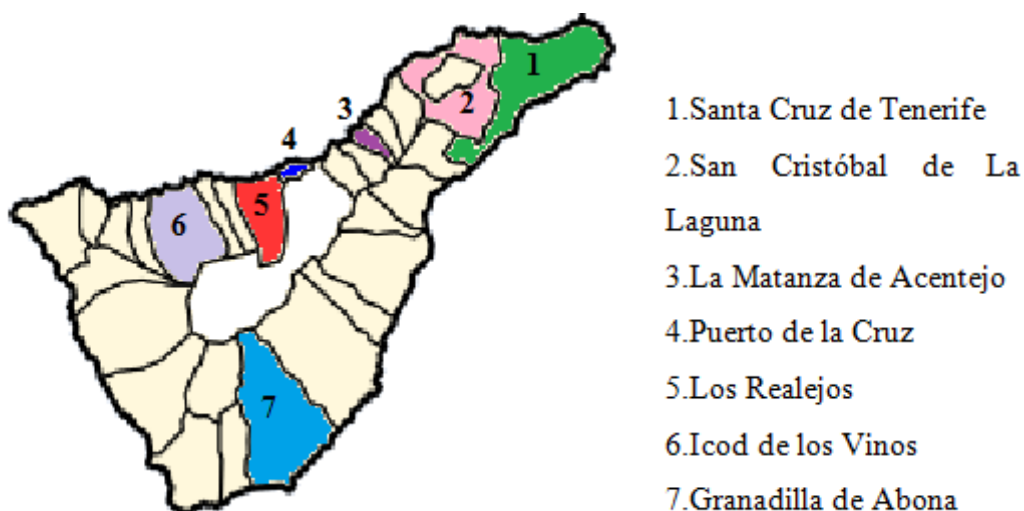 1
2
3
4
5
6
7
1.Santa Cruz de Tenerife
2.San Cristóbal de La
Laguna
3.La Matanza de Acentejo
4.Puerto de la Cruz
5.Los Realejos
6.Icod de los Vinos
7.Granadilla de Abona